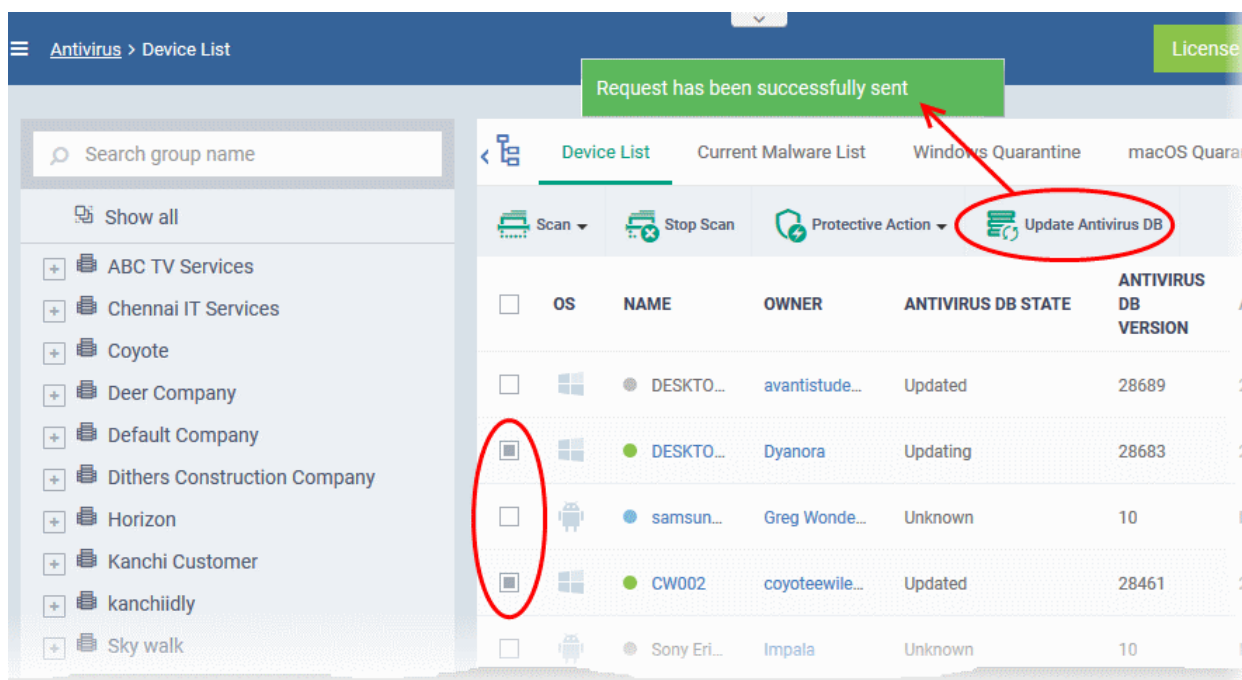 Antivirus > Device List
License
Request has been successfully sent
Search group name
Show all
ABC TV Services
Chennai IT Services
Coyote
Deer Company
Default Company
Dithers Construction Company
Horizon
Kanchi Customer
kanchiidly
Sky walk
Device List Current Malware List Windows Quarantine macOS Quara
Scan Stop Scan Protective Action Update Antivirus DB
OS NAME OWNER ANTIVIRUS DB STATE ANTIVIRUS
DB
VERSION
DESKTO... avantistude... Updated 28689
DESKTO... Dyanora Updating 28683
samsun... Greg Wonde... Unknown 10
CW002 coyoteewile... Updated 28461
Sony Eri... Impala Unknown 10